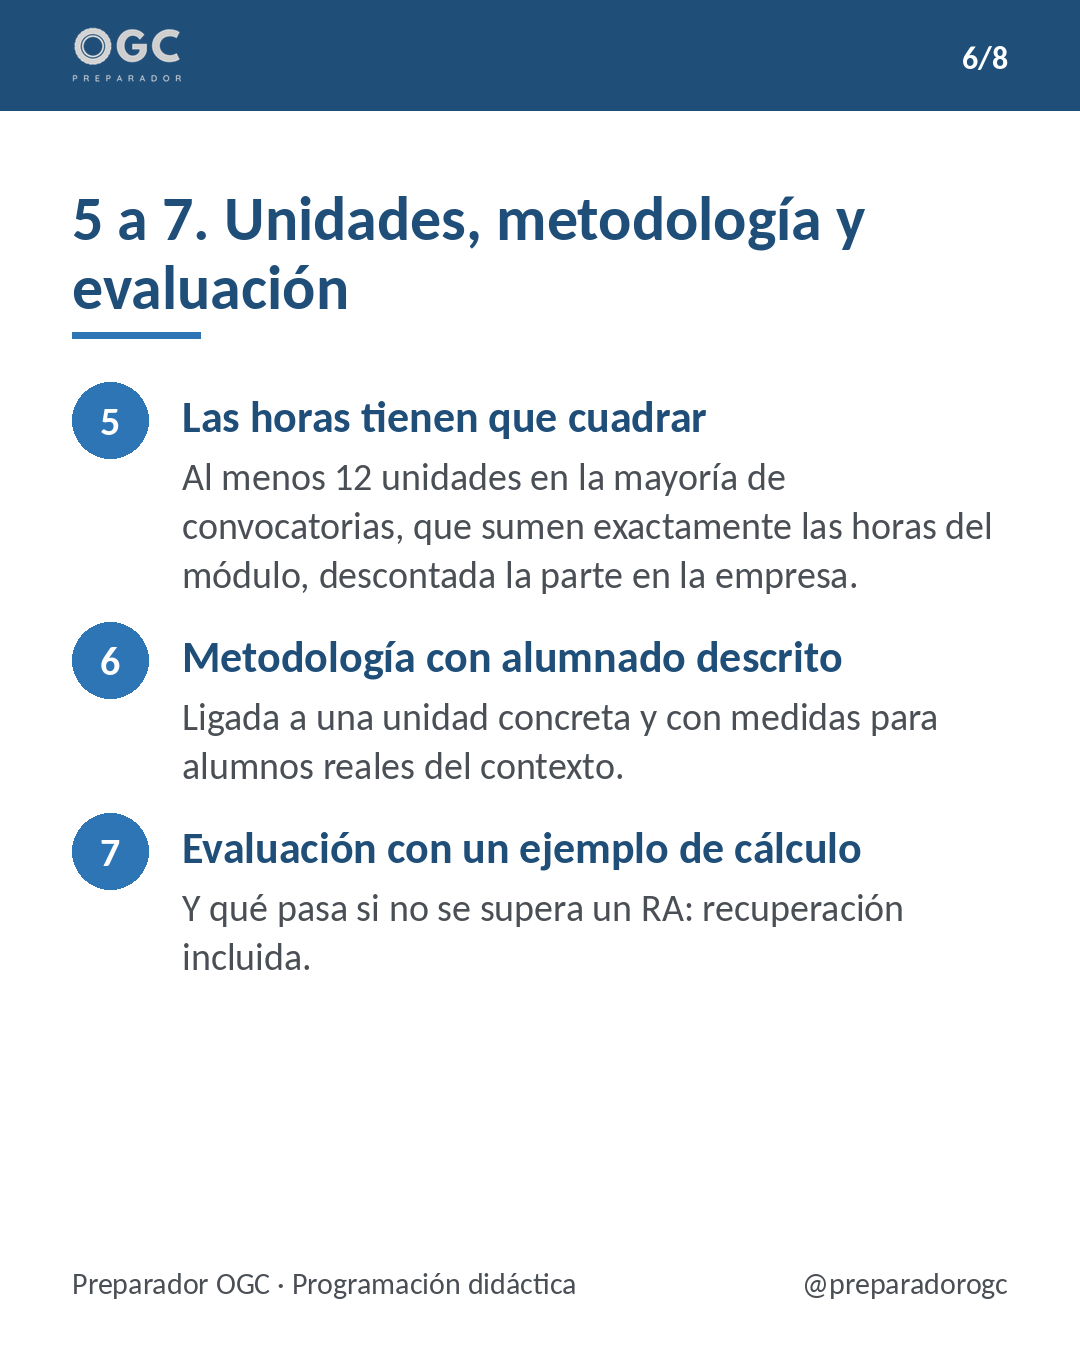 OGC
PREPARADOR
6/8
5 a 7. Unidades, metodología y
evaluación
5
Las horas tienen que cuadrar
Al menos 12 unidades en la mayoría de
convocatorias, que sumen exactamente las horas del
módulo, descontada la parte en la empresa.
6
Metodología con alumnado descrito
Ligada a una unidad concreta y con medidas para
alumnos reales del contexto.
7
Evaluación con un ejemplo de cálculo
Y qué pasa si no se supera un RA: recuperación
incluida.
Preparador OGC · Programación didáctica
@preparadorogc